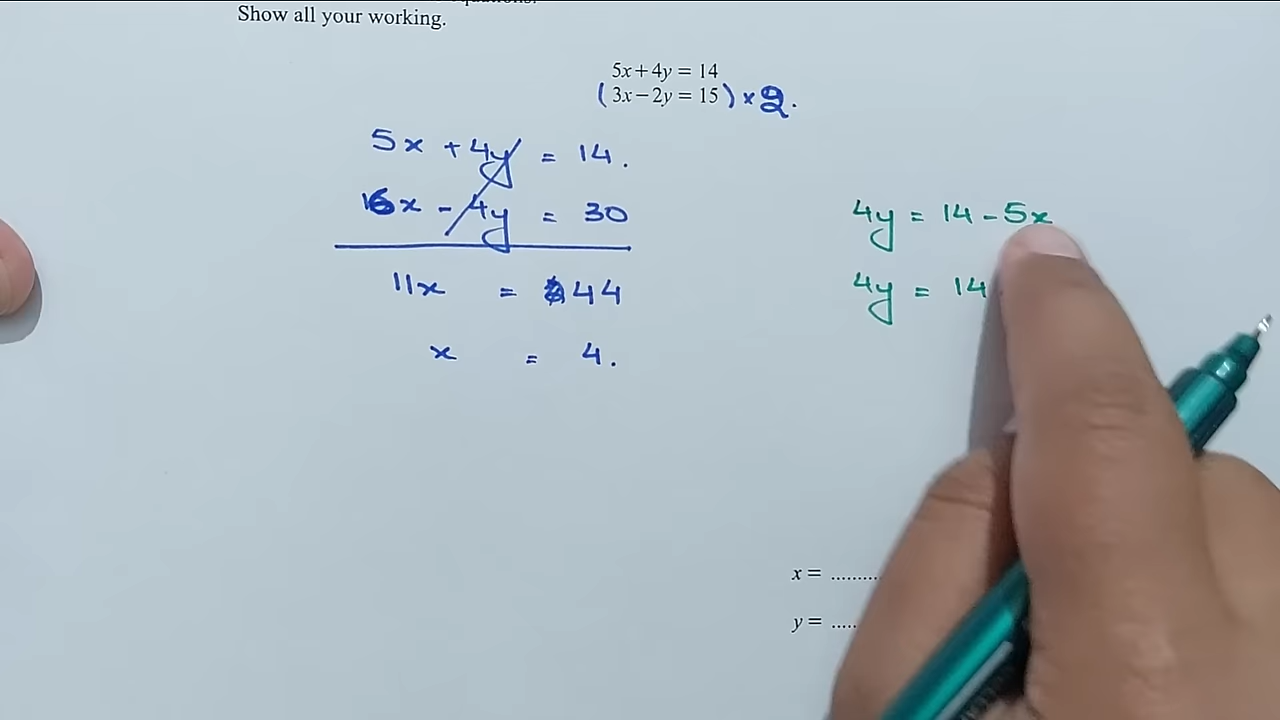 Show all your working.
5x+4y = 14
(3x−2y = 15) × 2.
5x + 4y = 14.
6x − 4y = 30
11x = 44
x = 4.
4y = 14 − 5x
4y = 14
x = .........
y = .....